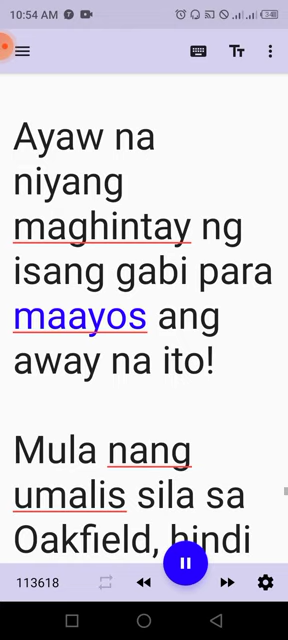 10:54 AM
Tт
Ayaw na
niyang
maghintay ng
isang gabi para
maayos ang
away na ito!
Mula nang
umalis sila sa
Oakfield, hindi
113618